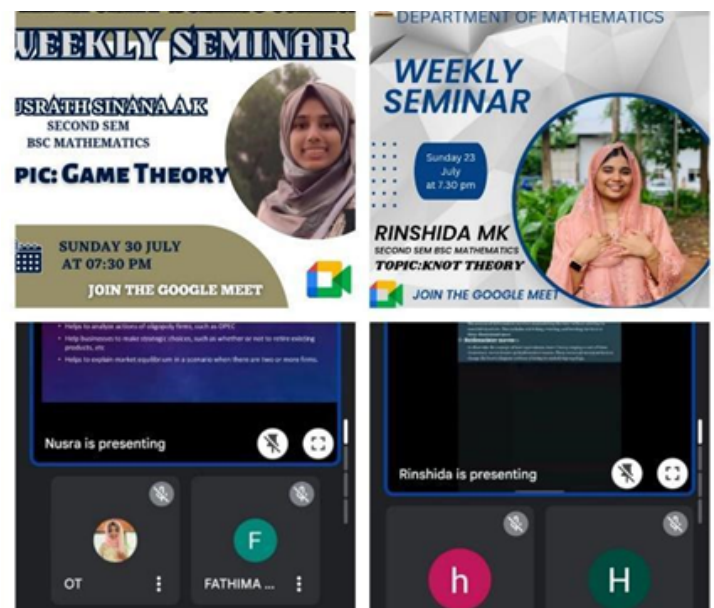 WEEKLY SEMINAR
USRATH SINANA A K
SECOND SEM
BSC MATHEMATICS
PIC: GAME THEORY
SUNDAY 30 JULY
AT 07:30 PM
JOIN THE GOOGLE MEET
DEPARTMENT OF MATHEMATICS
WEEKLY
SEMINAR
Sunday 23
July
at 7.30 pm
RINSHIDA MK
SECOND SEM BSC MATHEMATICS
TOPIC:KNOT THEORY
JOIN THE GOOGLE MEET
Helps to analyse actions of oligopoly firms, such as OPEC
Help businesses to make strategic choices, such as whether or not to retire existing
products, etc
Helps to explain market equilibrium in a scenario when there are two or more firms.
Nusra is presenting
OT
F
FATHIMA ...
Rinshida is presenting
h
H